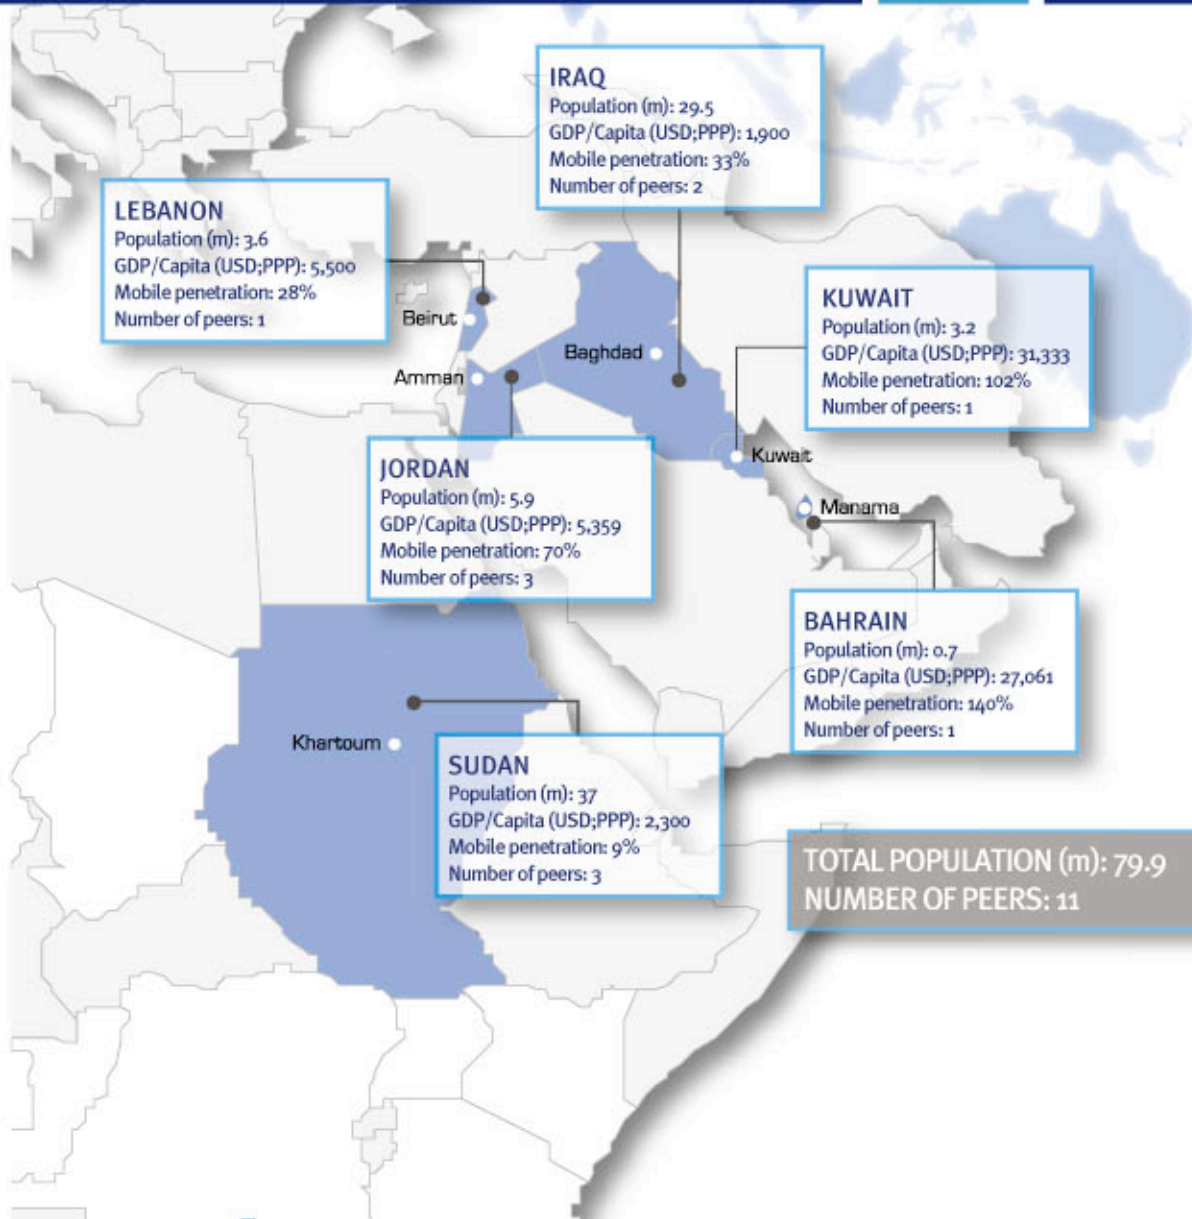 IRAQ
Population (m): 29.5
GDP/Capita (USD;PPP): 1,900
Mobile penetration: 33%
Number of peers: 2
LEBANON
Population (m): 3.6
GDP/Capita (USD;PPP): 5,500
Mobile penetration: 28%
Number of peers: 1
KUWAIT
Population (m): 3.2
GDP/Capita (USD;PPP): 31,333
Mobile penetration: 102%
Number of peers: 1
Beirut
Baghdad
Amman
Kuwait
JORDAN
Population (m): 5.9
GDP/Capita (USD;PPP): 5,359
Mobile penetration: 70%
Number of peers: 3
Manama
BAHRAIN
Population (m): 0.7
GDP/Capita (USD;PPP): 27,061
Mobile penetration: 140%
Number of peers: 1
Khartoum
SUDAN
Population (m): 37
GDP/Capita (USD;PPP): 2,300
Mobile penetration: 9%
Number of peers: 3
TOTAL POPULATION (m): 79.9
NUMBER OF PEERS: 11